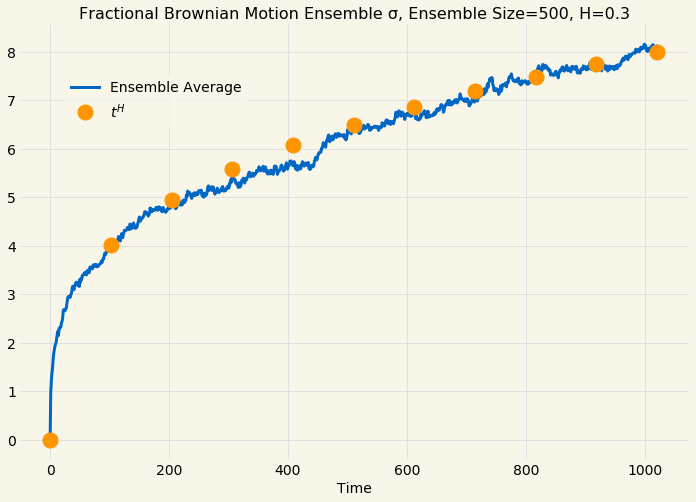 Fractional Brownian Motion Ensemble σ, Ensemble Size=500, H=0.3
8
7
6
5
4
3
2
1
0
Ensemble Average
t^H
0 200 400 600 800 1000
Time